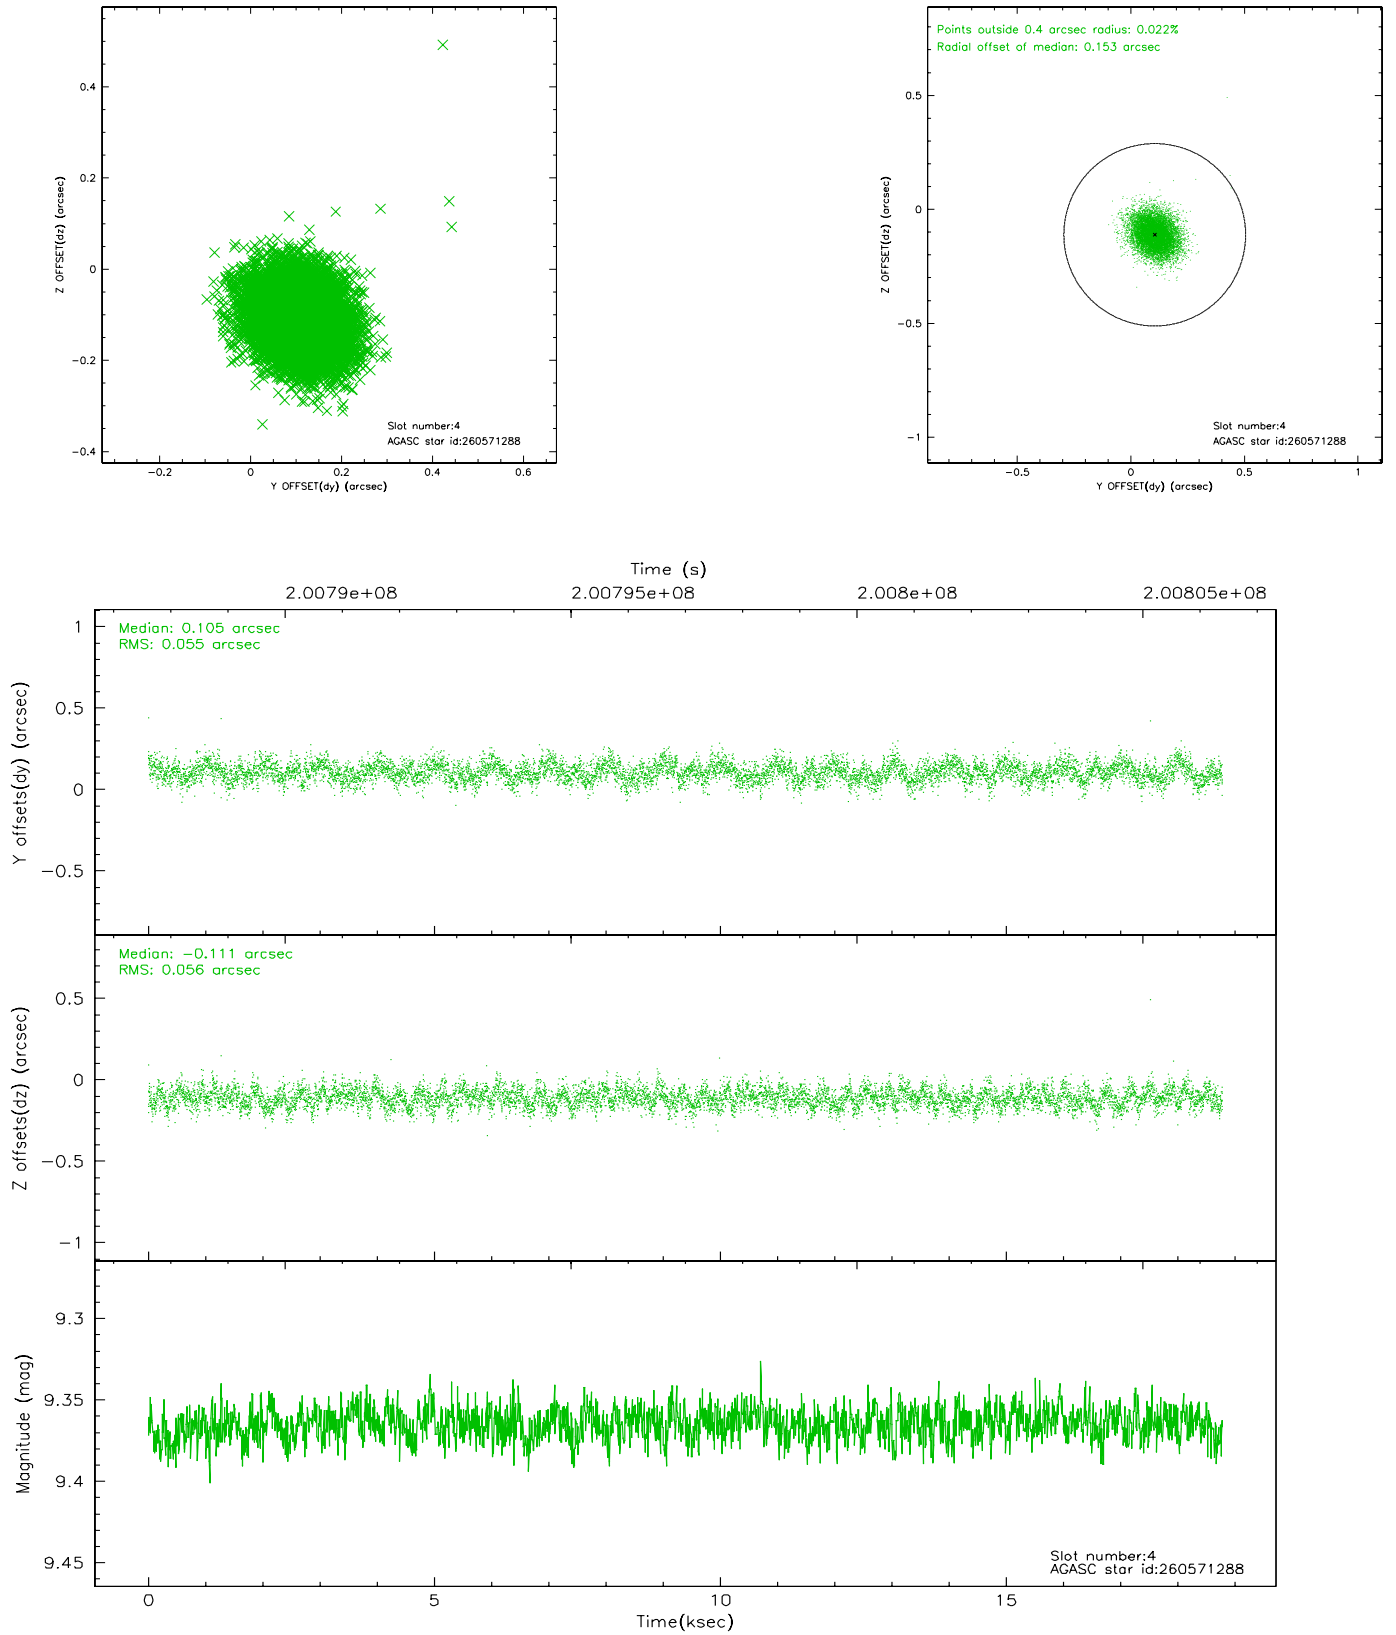 0.4
0.2
0
−0.2
−0.4
Z OFFSET(dz) (arcsec)
Slot number:4
AGASC star id:260571288
−0.2 0 0.2 0.4 0.6
Y OFFSET(dy) (arcsec)
Points outside 0.4 arcsec radius: 0.022%
Radial offset of median: 0.153 arcsec
0.5
0
−0.5
−1
Z OFFSET(dz) (arcsec)
Slot number:4
AGASC star id:260571288
−0.5 0 0.5 1
Y OFFSET(dy) (arcsec)
Time (s)
2.0079e+08 2.00795e+08 2.008e+08 2.00805e+08
Median: 0.105 arcsec
RMS: 0.055 arcsec
1
0.5
0
−0.5
Y offsets(dy) (arcsec)
Median: −0.111 arcsec
RMS: 0.056 arcsec
0.5
0
−0.5
−1
Z offsets(dz) (arcsec)
9.3
9.35
9.4
9.45
Magnitude (mag)
Slot number:4
AGASC star id:260571288
0 5 10 15
Time(ksec)